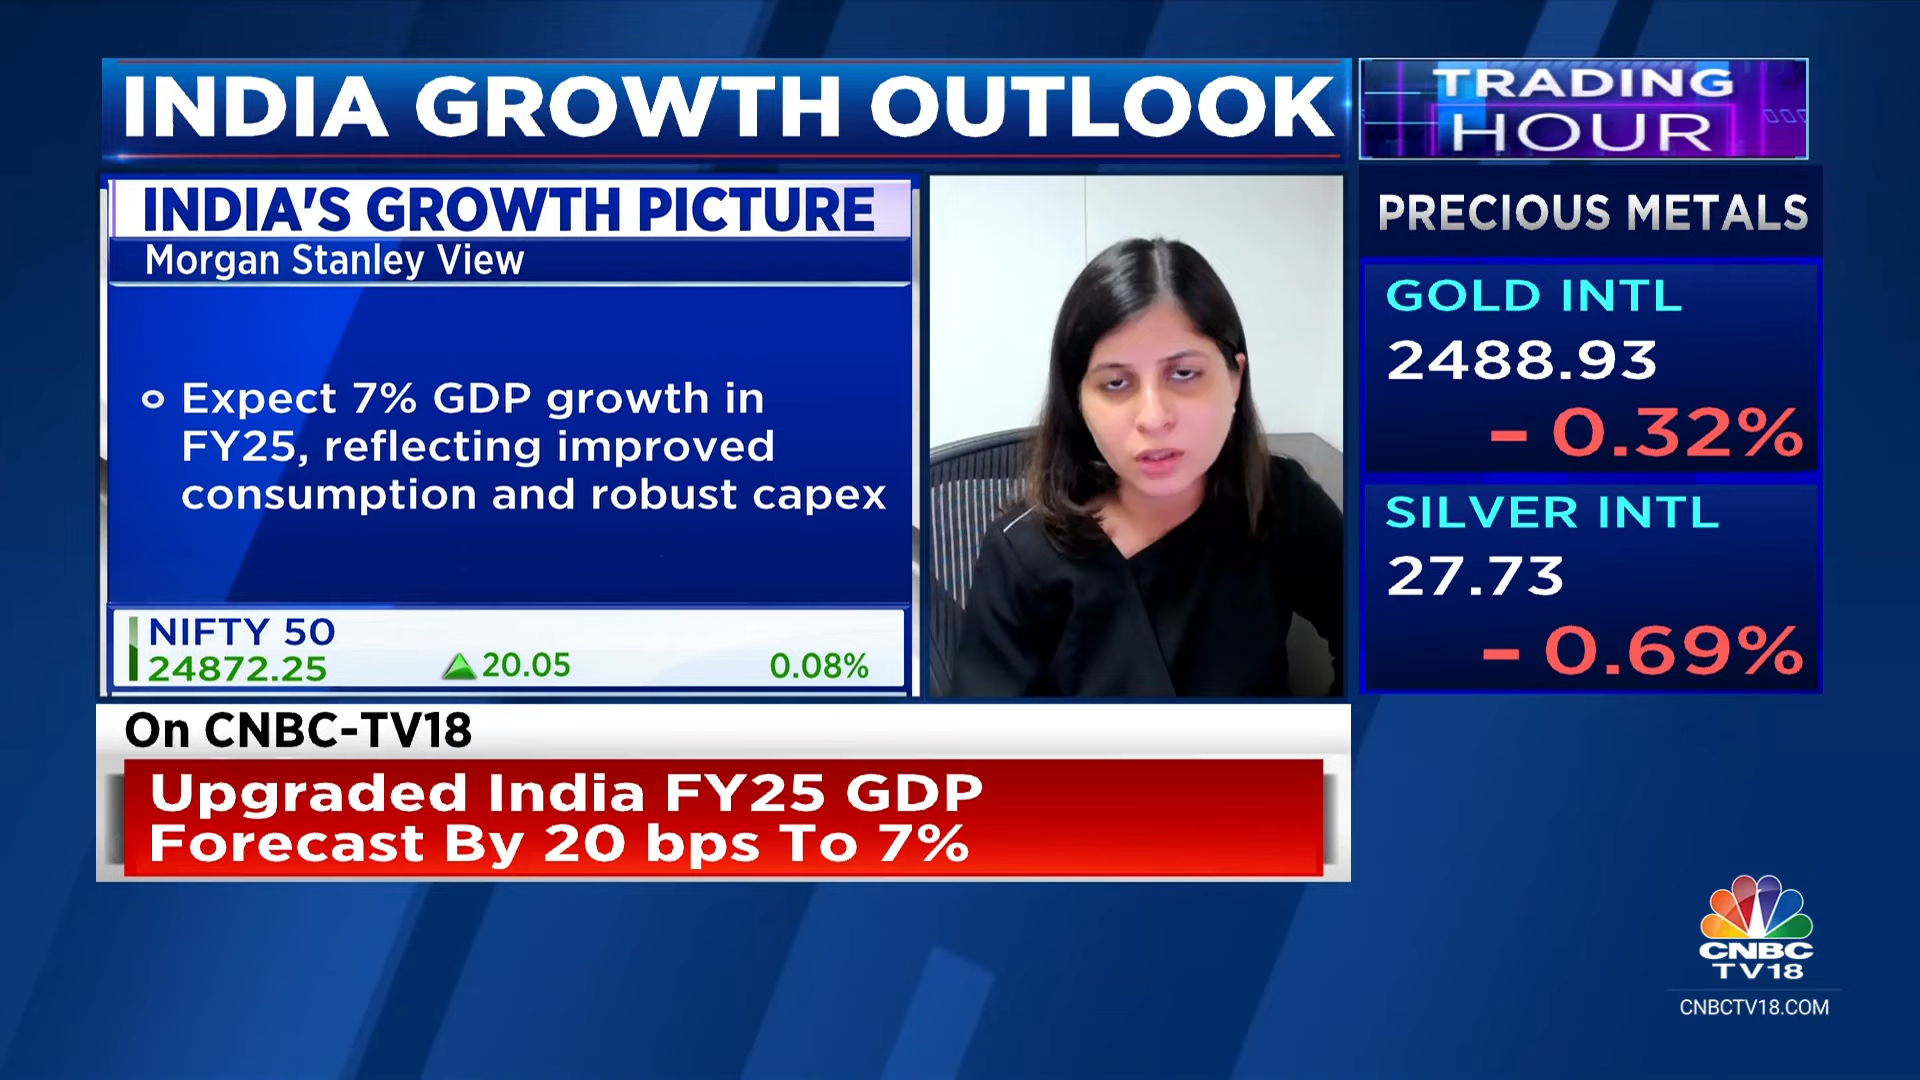 INDIA GROWTH OUTLOOK
TRADING
HOUR
INDIA'S GROWTH PICTURE
Morgan Stanley View
Expect 7% GDP growth in
FY25, reflecting improved
consumption and robust capex
NIFTY 50
24872.25 20.05 0.08%
PRECIOUS METALS
GOLD INTL
2488.93
- 0.32%
SILVER INTL
27.73
- 0.69%
On CNBC-TV18
Upgraded India FY25 GDP
Forecast By 20 bps To 7%
CNBC
TV18
CNBCTV18.COM